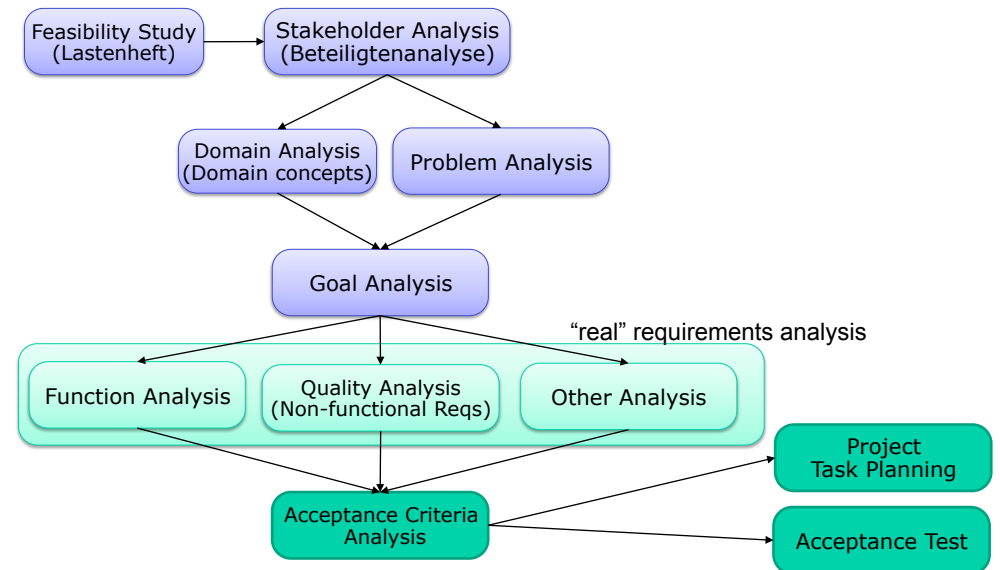 Feasibility Study
(Lastenheft)
Stakeholder Analysis
(Beteiligtenanalyse)
Domain Analysis
(Domain concepts)
Problem Analysis
Goal Analysis
“real” requirements analysis
Function Analysis
Quality Analysis
(Non-functional Reqs)
Other Analysis
Project
Task Planning
Acceptance Criteria
Analysis
Acceptance Test